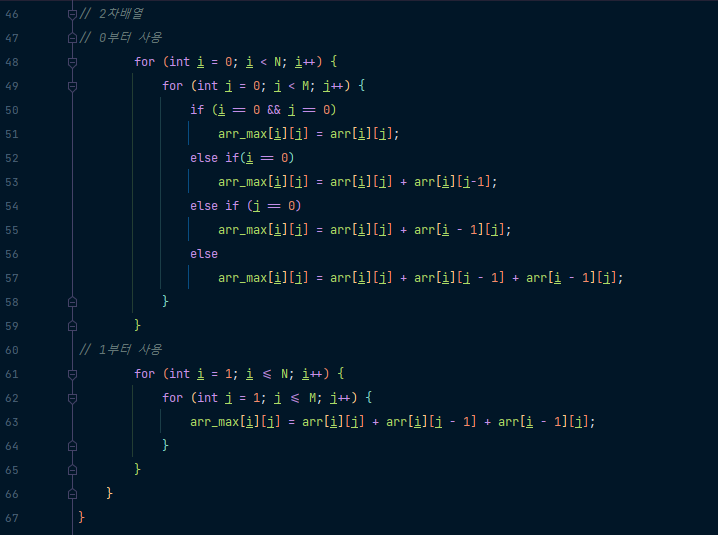 46 // 2차배열
47 // 0부터 사용
48 for (int i = 0; i < N; i++) {
49 for (int j = 0; j < M; j++) {
50 if (i == 0 && j == 0)
51 arr_max[i][j] = arr[i][j];
52 else if(i == 0)
53 arr_max[i][j] = arr[i][j] + arr[i][j-1];
54 else if (j == 0)
55 arr_max[i][j] = arr[i][j] + arr[i - 1][j];
56 else
57 arr_max[i][j] = arr[i][j] + arr[i][j - 1] + arr[i - 1][j];
58 }
59 }
60 // 1부터 사용
61 for (int i = 1; i <= N; i++) {
62 for (int j = 1; j <= M; j++) {
63 arr_max[i][j] = arr[i][j] + arr[i][j - 1] + arr[i - 1][j];
64 }
65 }
66 }
67 }